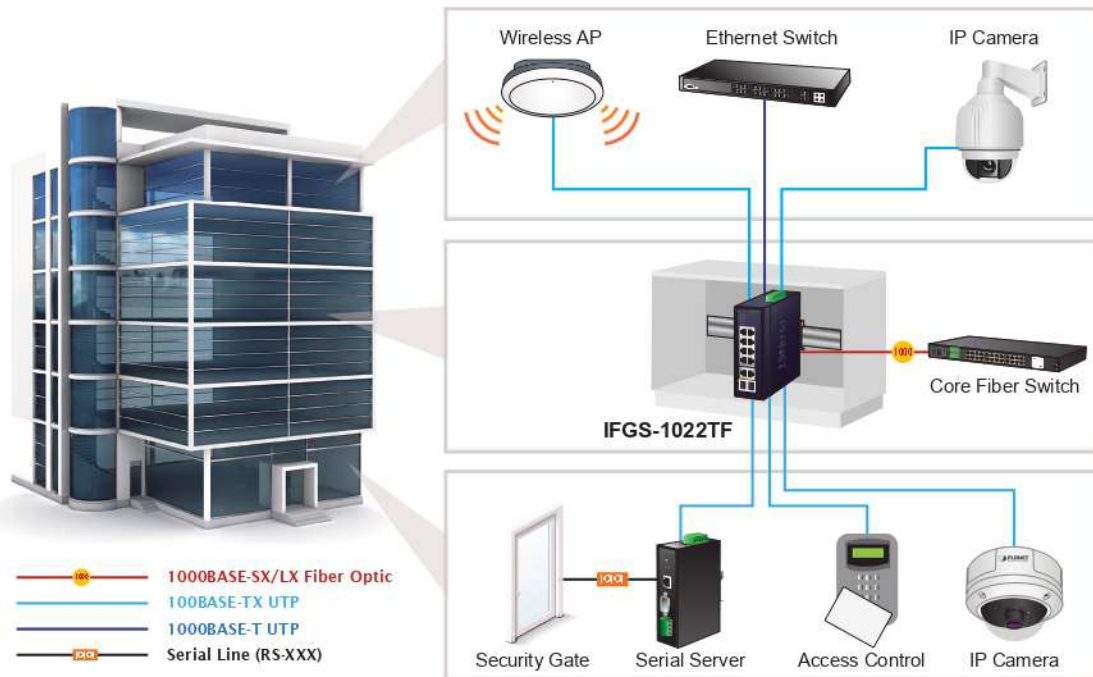 Wireless AP
Ethernet Switch
IP Camera
IFGS-1022TF
Core Fiber Switch
1000BASE-SX/LX Fiber Optic
100BASE-TX UTP
1000BASE-T UTP
Serial Line (RS-XXX)
Security Gate
Serial Server
Access Control
IP Camera
PLANET